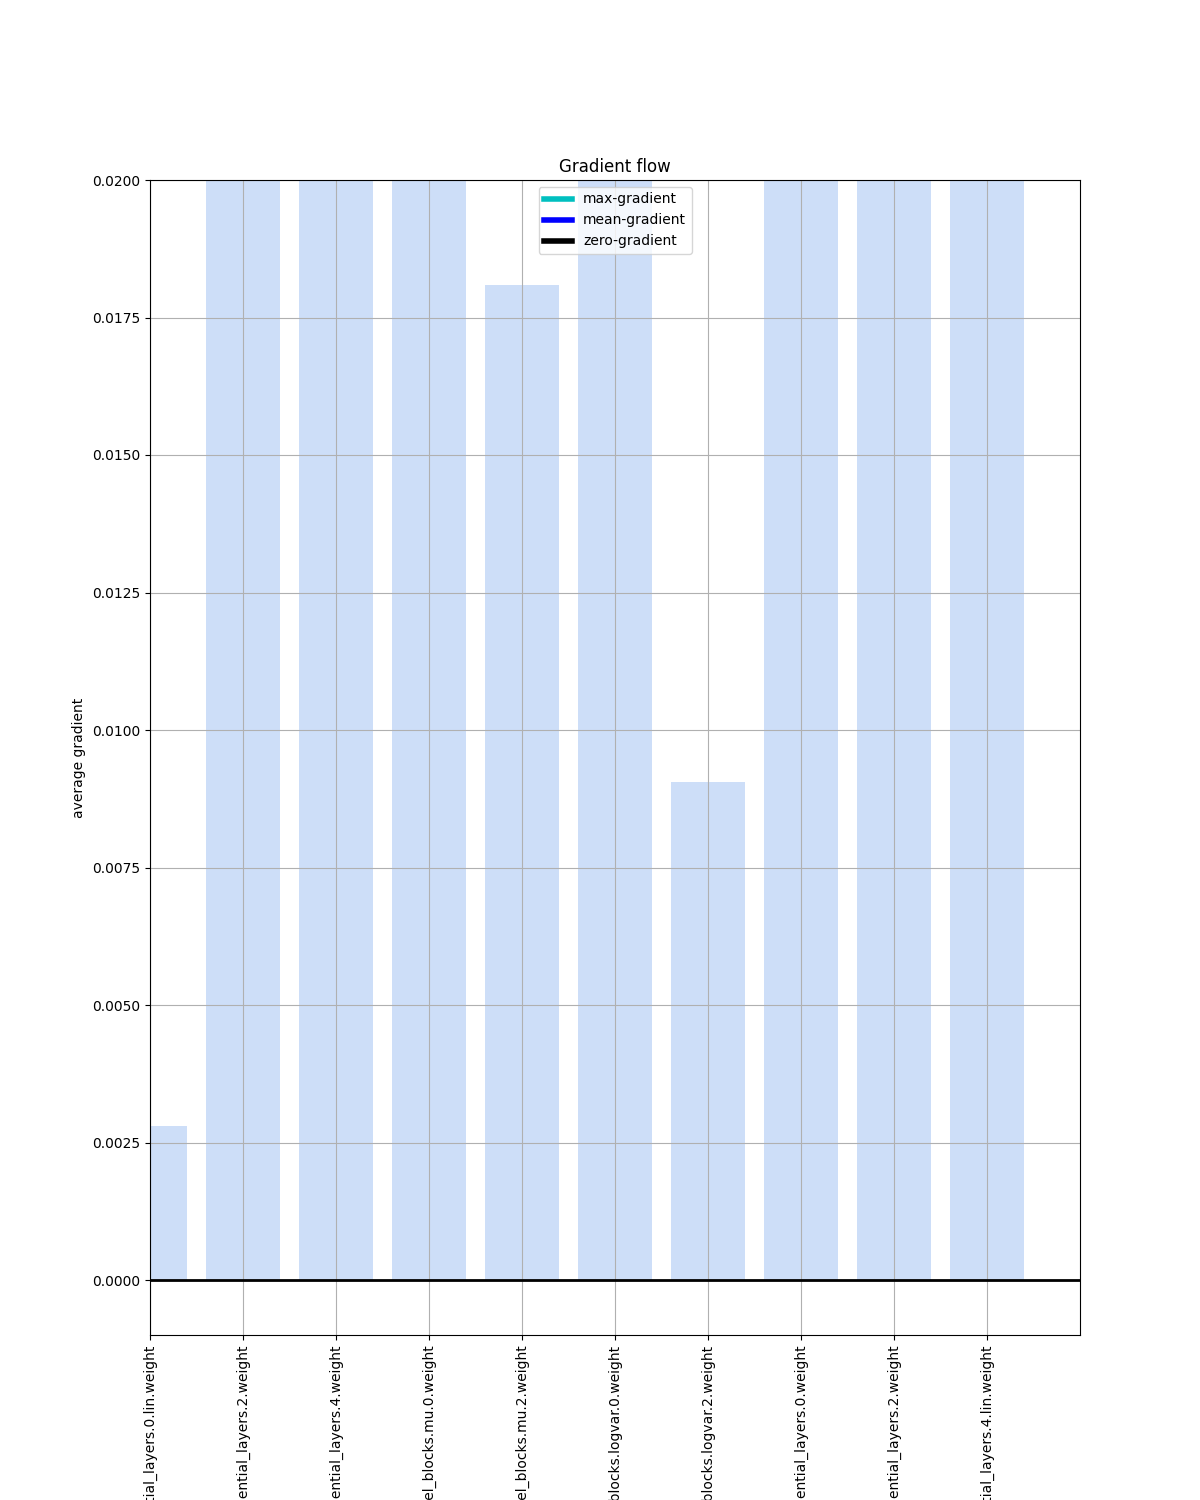 Gradient flow
max-gradient
mean-gradient
zero-gradient
0.0200
0.0175
0.0150
0.0125
0.0100
0.0075
0.0050
0.0025
0.0000
average gradient
tial_layers.0.lin.weight
ential_layers.2.weight
ential_layers.4.weight
el_blocks.mu.0.weight
el_blocks.mu.2.weight
blocks.logvar.0.weight
blocks.logvar.2.weight
ential_layers.0.weight
ential_layers.2.weight
tial_layers.4.lin.weight